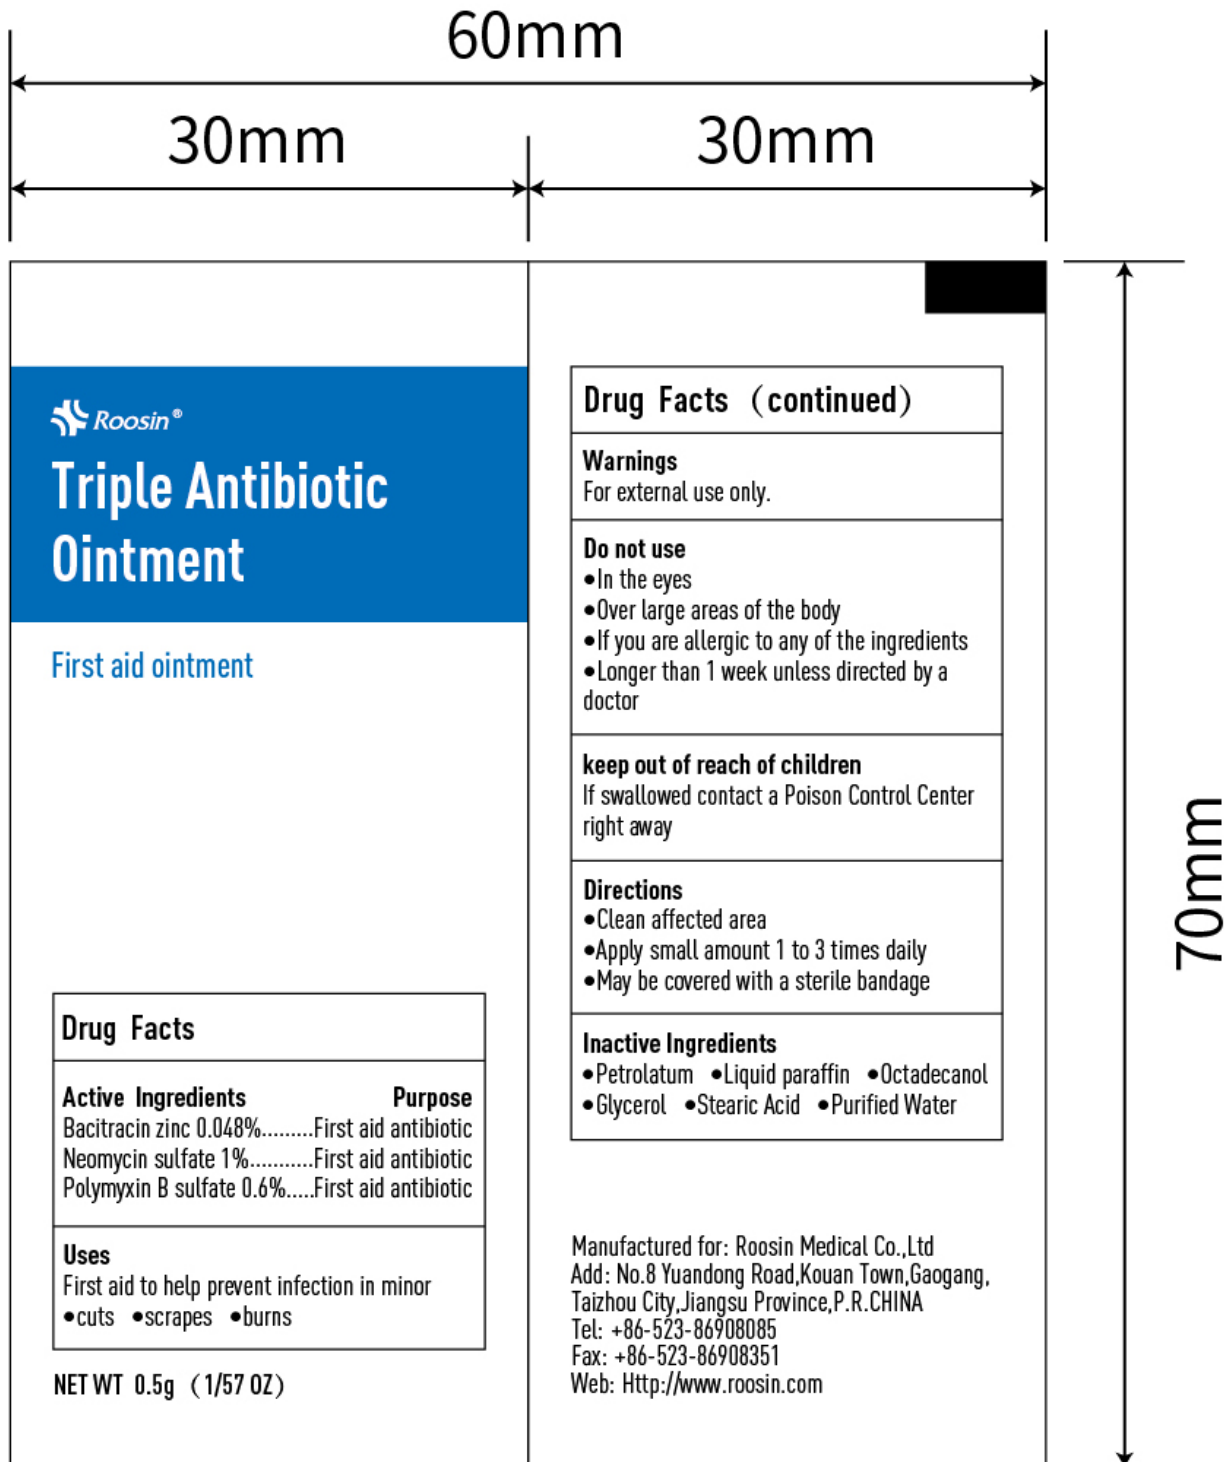 60mm
30mm
30mm
70mm
Roosin®
Triple Antibiotic
Ointment
First aid ointment
Drug Facts
Active Ingredients Purpose
Bacitracin zinc 0.048%.........First aid antibiotic
Neomycin sulfate 1%...........First aid antibiotic
Polymyxin B sulfate 0.6%.....First aid antibiotic
Uses
First aid to help prevent infection in minor
●cuts ●scrapes ●burns
NET WT 0.5g (1/57 OZ)
Drug Facts (continued)
Warnings
For external use only.
Do not use
●In the eyes
●Over large areas of the body
●If you are allergic to any of the ingredients
●Longer than 1 week unless directed by a
doctor
keep out of reach of children
If swallowed contact a Poison Control Center
right away
Directions
●Clean affected area
●Apply small amount 1 to 3 times daily
●May be covered with a sterile bandage
Inactive Ingredients
●Petrolatum ●Liquid paraffin ●Octadecanol
●Glycerol ●Stearic Acid ●Purified Water
Manufactured for: Roosin Medical Co.,Ltd
Add: No.8 Yuandong Road,Kouan Town,Gaogang,
Taizhou City,Jiangsu Province,P.R.CHINA
Tel: +86-523-86908085
Fax: +86-523-86908351
Web: Http://www.roosin.com